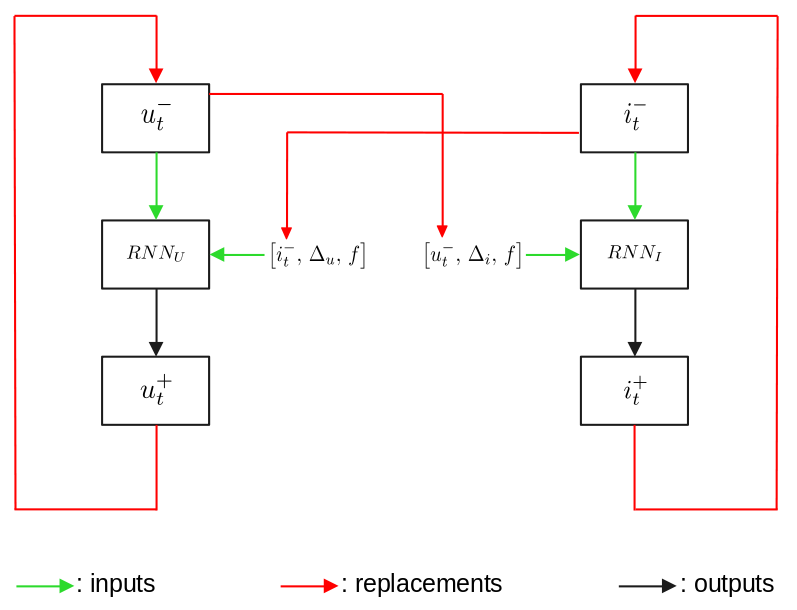 $u_t^-$ $i_t^-$
$RNN_U$ $[i_t^-, \Delta_u, f]$ $[u_t^-, \Delta_i, f]$ $RNN_I$
$u_t^+$ $i_t^+$
: inputs : replacements : outputs